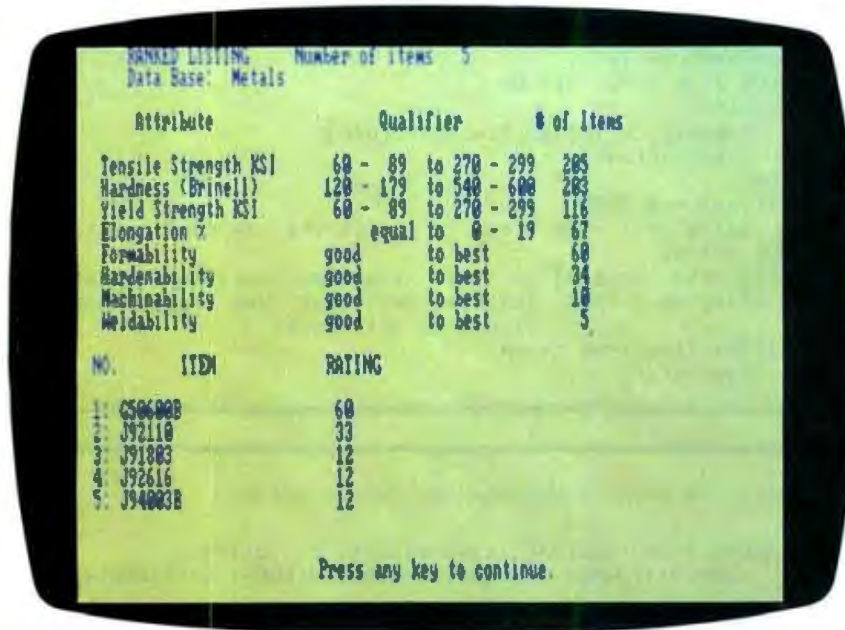 RANKED LISTING Number of items 5
Data Base: Metals
Attribute Qualifier # of Items
Tensile Strength KSI 60 - 89 to 270 - 299 205
Hardness (Brinell) 120 - 179 to 540 - 600 203
Yield Strength KSI 60 - 89 to 270 - 299 116
Elongation % equal to 0 - 19 67
Formability good to best 60
Hardenability good to best 34
Machinability good to best 10
Weldability good to best 5
NO. ITEM RATING
1: G50600B 60
2: J92110 33
3: J91803 12
4: J92616 12
5: J94003B 12
Press any key to continue.